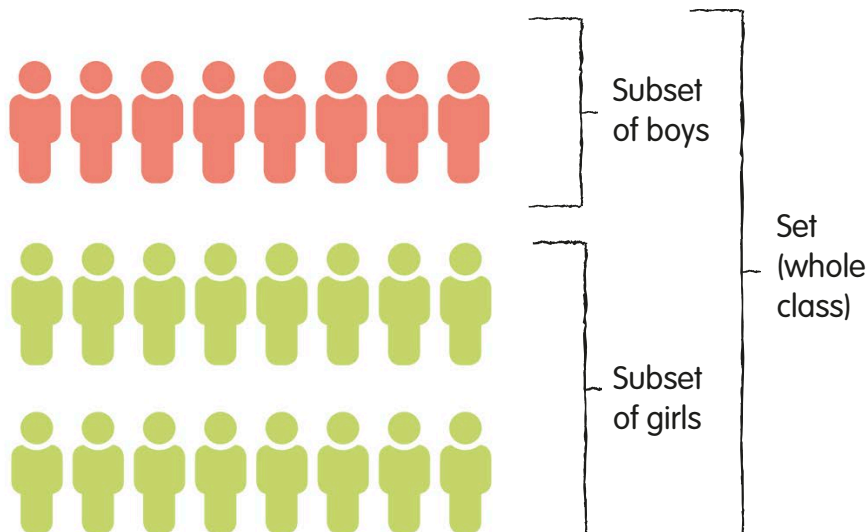 Subset
of boys
Set
(whole
class)
Subset
of girls